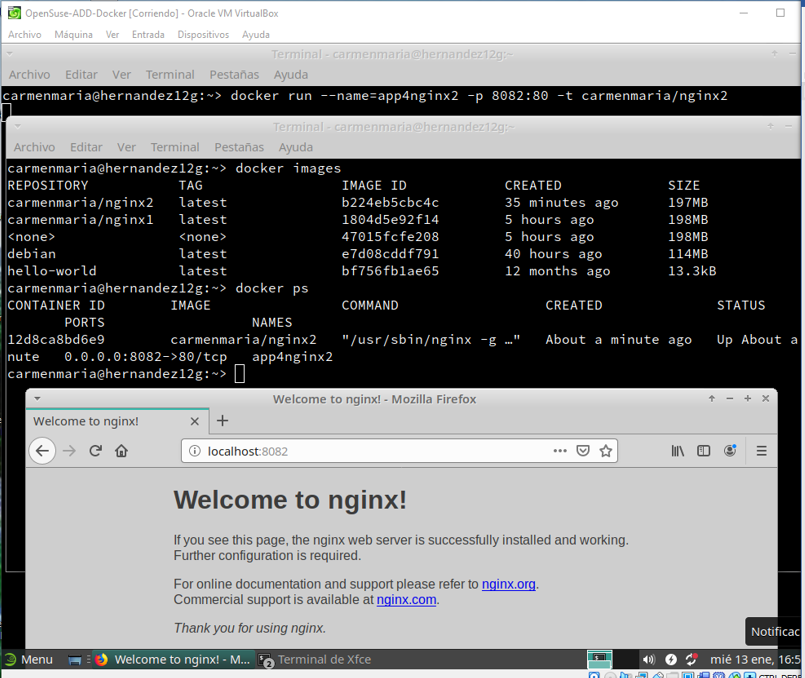 OpenSuse-ADD-Docker [Corriendo] - Oracle VM VirtualBox
Archivo Máquina Ver Entrada Dispositivos Ayuda
Terminal - carmenmaria@hernandez12g:~
Archivo Editar Ver Terminal Pestañas Ayuda
carmenmaria@hernandez12g:~> docker run --name=app4nginx2 -p 8082:80 -t carmenmaria/nginx2
Terminal - carmenmaria@hernandez12g:~
Archivo Editar Ver Terminal Pestañas Ayuda
carmenmaria@hernandez12g:~> docker images
REPOSITORY TAG IMAGE ID CREATED SIZE
carmenmaria/nginx2 latest b224eb5cbc4c 35 minutes ago 197MB
carmenmaria/nginx1 latest 1804d5e92f14 5 hours ago 198MB
<none> <none> 47015fcfe208 5 hours ago 198MB
debian latest e7d08cddf791 40 hours ago 114MB
hello-world latest bf756fb1ae65 12 months ago 13.3kB
carmenmaria@hernandez12g:~> docker ps
CONTAINER ID IMAGE COMMAND CREATED STATUS
PORTS NAMES
12d8ca8bd6e9 carmenmaria/nginx2 "/usr/sbin/nginx -g …" About a minute ago Up About a
nute 0.0.0.0:8082->80/tcp app4nginx2
carmenmaria@hernandez12g:~>
Welcome to nginx! - Mozilla Firefox
Welcome to nginx!
localhost:8082
Welcome to nginx!
If you see this page, the nginx web server is successfully installed and working.
Further configuration is required.
For online documentation and support please refer to nginx.org.
Commercial support is available at nginx.com.
Thank you for using nginx.
Notificac
Menu Welcome to nginx! - M... 2 Terminal de Xfce mié 13 ene, 16:5